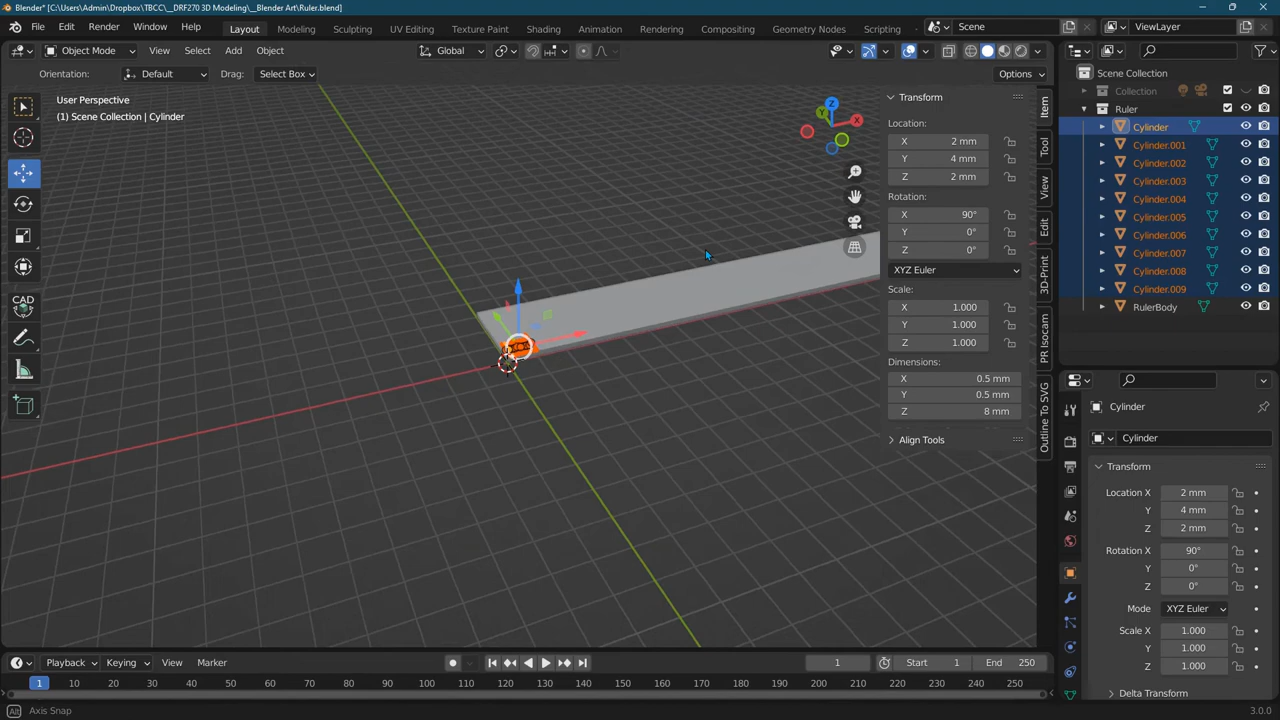 Blender* [C:\Users\Admin\Dropbox\TBCC\__DRF270 3D Modeling\__Blender Art\Ruler.blend]
File Edit Render Window Help Layout Modeling Sculpting UV Editing Texture Paint Shading Animation Rendering Compositing Geometry Nodes Scripting Scene ViewLayer
Object Mode View Select Add Object Global
Orientation: Default Drag: Select Box Options
User Perspective
(1) Scene Collection | Cylinder
CAD
Z
X
Y
Transform
Location:
X 2 mm
Y 4 mm
Z 2 mm
Rotation:
X 90°
Y 0°
Z 0°
XYZ Euler
Scale:
X 1.000
Y 1.000
Z 1.000
Dimensions:
X 0.5 mm
Y 0.5 mm
Z 8 mm
Align Tools
Item
Tool
View
Edit
3D-Print
PR Isocam
Outline To SVG
Scene Collection
Collection
Ruler
Cylinder
Cylinder.001
Cylinder.002
Cylinder.003
Cylinder.004
Cylinder.005
Cylinder.006
Cylinder.007
Cylinder.008
Cylinder.009
RulerBody
Cylinder
Cylinder
Transform
Location X 2 mm
Y 4 mm
Z 2 mm
Rotation X 90°
Y 0°
Z 0°
Mode XYZ Euler
Scale X 1.000
Y 1.000
Z 1.000
Delta Transform
Playback Keying View Marker 1 Start 1 End 250
1 10 20 30 40 50 60 70 80 90 100 110 120 130 140 150 160 170 180 190 200 210 220 230 240 250
Alt Axis Snap 3.0.0